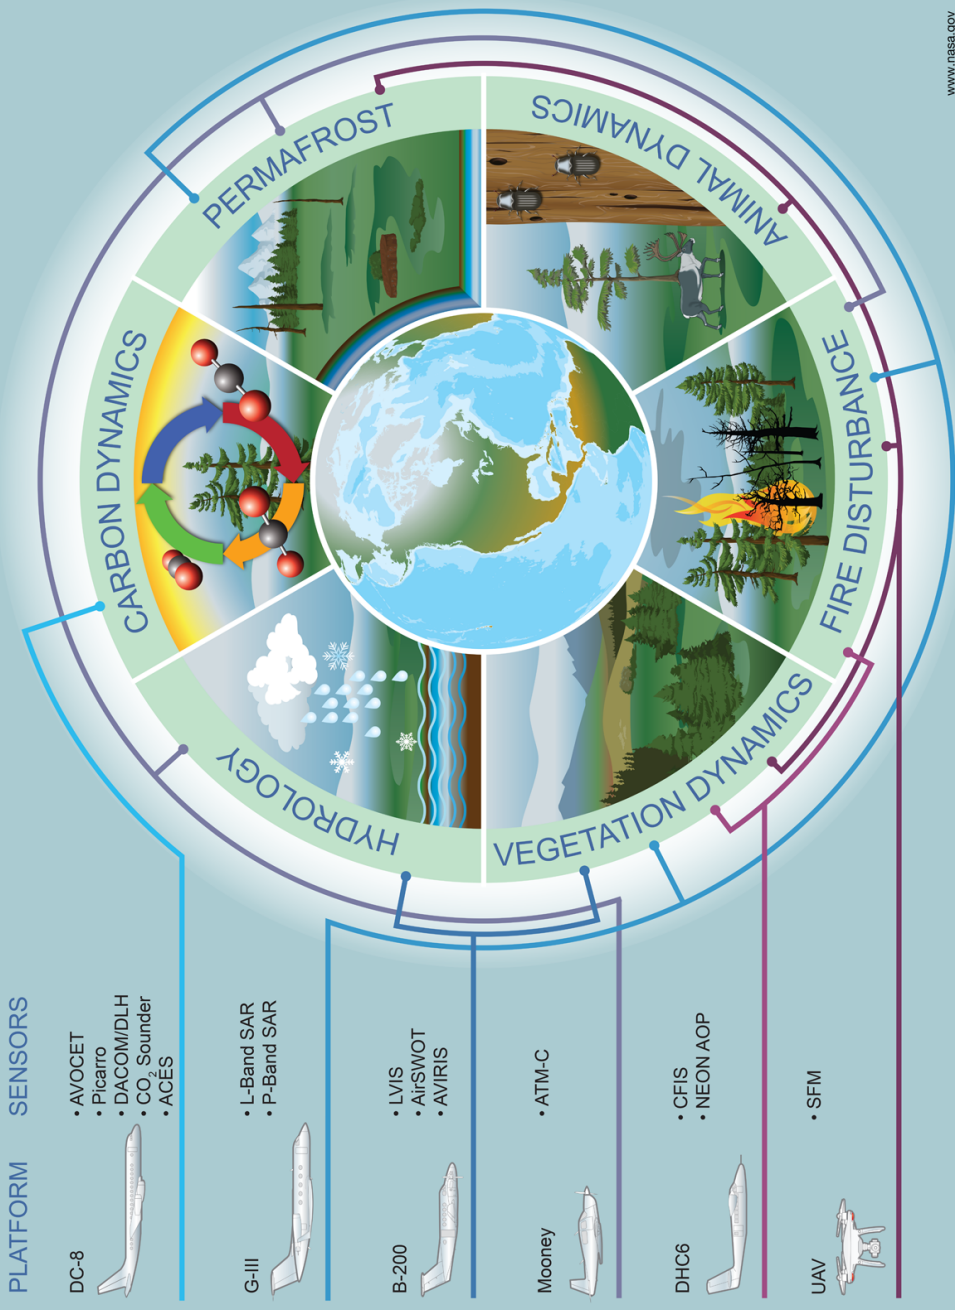 PLATFORM
SENSORS
DC-8
• AVOCET
• Picarro
• DACOM/DLH
• CO₂ Sounder
• ACES
G-III
• L-Band SAR
• P-Band SAR
B-200
• LVIS
• AirSWOT
• AVIRIS
Mooney
• ATM-C
DHC6
• CFIS
• NEON AOP
UAV
• SFM
HYDROLOGY
CARBON DYNAMICS
PERMAFROST
ANIMAL DYNAMICS
FIRE DISTURBANCE
VEGETATION DYNAMICS
www.nasa.gov